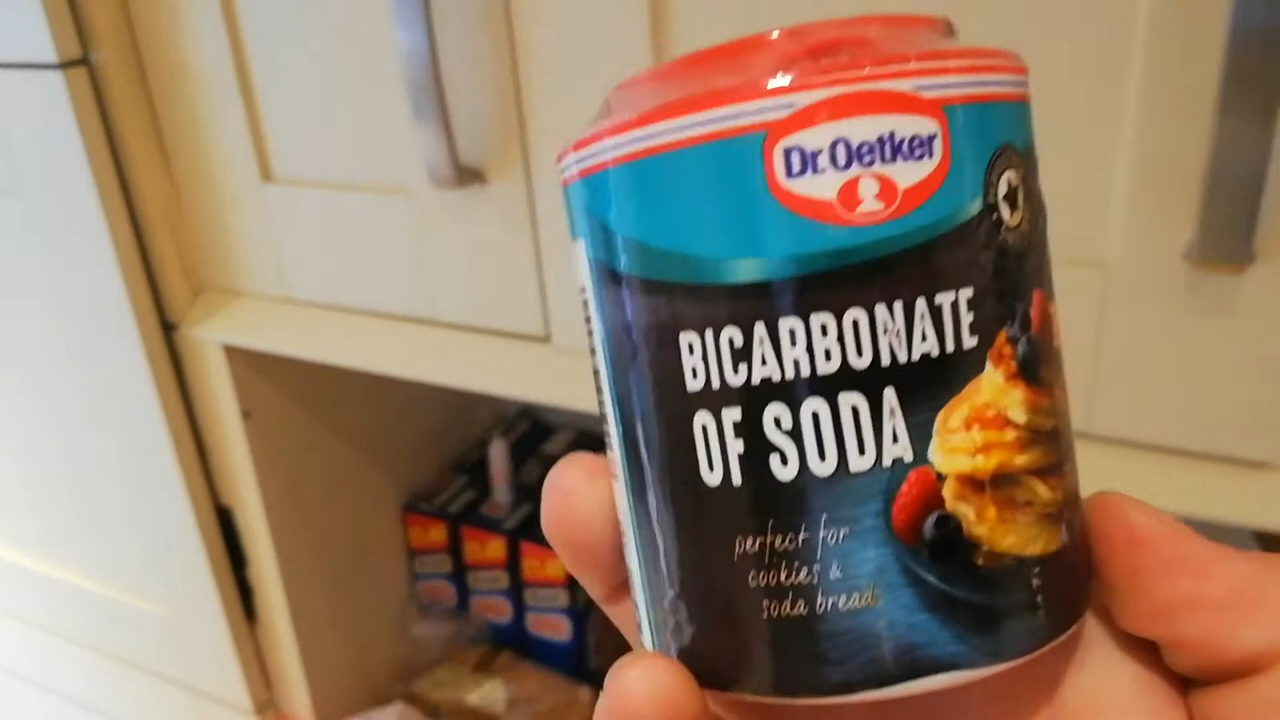 Dr. Oetker
BICARBONATE
OF SODA
perfect for
cookies &
soda bread